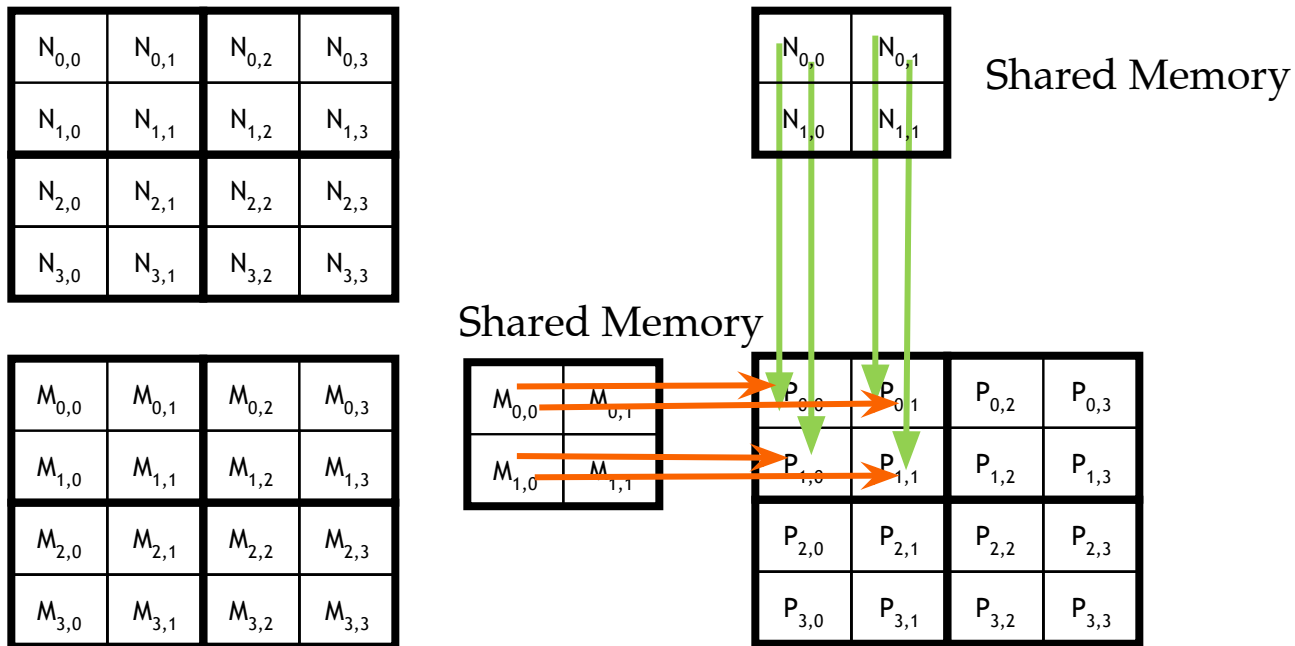 N0,0 N0,1 N0,2 N0,3
N1,0 N1,1 N1,2 N1,3
N2,0 N2,1 N2,2 N2,3
N3,0 N3,1 N3,2 N3,3
N0,0 N0,1
N1,0 N1,1
Shared Memory
Shared Memory
M0,0 M0,1 M0,2 M0,3
M1,0 M1,1 M1,2 M1,3
M2,0 M2,1 M2,2 M2,3
M3,0 M3,1 M3,2 M3,3
M0,0 M0,1
M1,0 M1,1
P0,0 P0,1 P0,2 P0,3
P1,0 P1,1 P1,2 P1,3
P2,0 P2,1 P2,2 P2,3
P3,0 P3,1 P3,2 P3,3